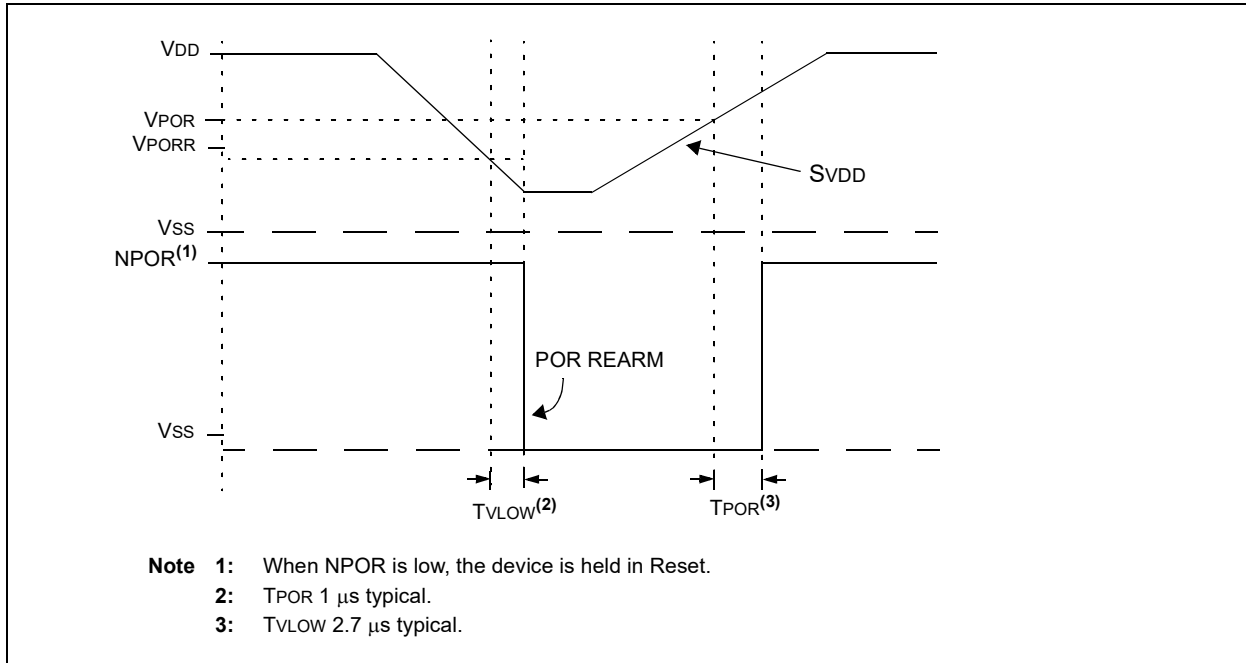 VDD
VPOR
VPORR
SVDD
VSS
NPOR(1)
POR REARM
VSS
TVLOW(2)
TPOR(3)
Note 1: When NPOR is low, the device is held in Reset.
2: TPOR 1 μs typical.
3: TVLOW 2.7 μs typical.